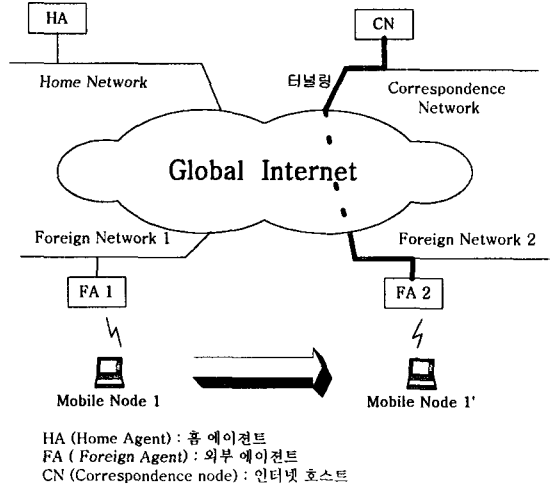 HA
CN
Home Network
터널링
Correspondence
Network
Global Internet
Foreign Network 1
Foreign Network 2
FA 1
FA 2
Mobile Node 1
Mobile Node 1'
HA (Home Agent) : 홈 에이젼트
FA ( Foreign Agent) : 외부 에이젼트
CN (Correspondence node) : 인터넷 호스트